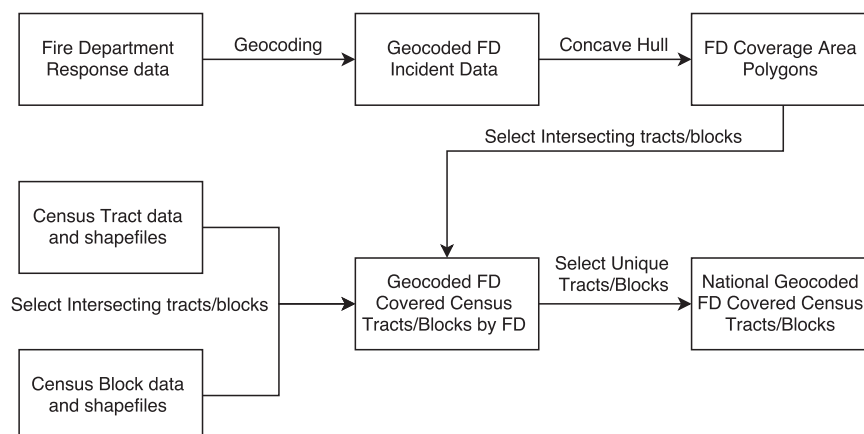 Fire Department
Response data
Geocoding
Geocoded FD
Incident Data
Concave Hull
FD Coverage Area
Polygons
Select Intersecting tracts/blocks
Census Tract data
and shapefiles
Select Intersecting tracts/blocks
Census Block data
and shapefiles
Geocoded FD
Covered Census
Tracts/Blocks by FD
Select Unique
Tracts/Blocks
National Geocoded
FD Covered Census
Tracts/Blocks